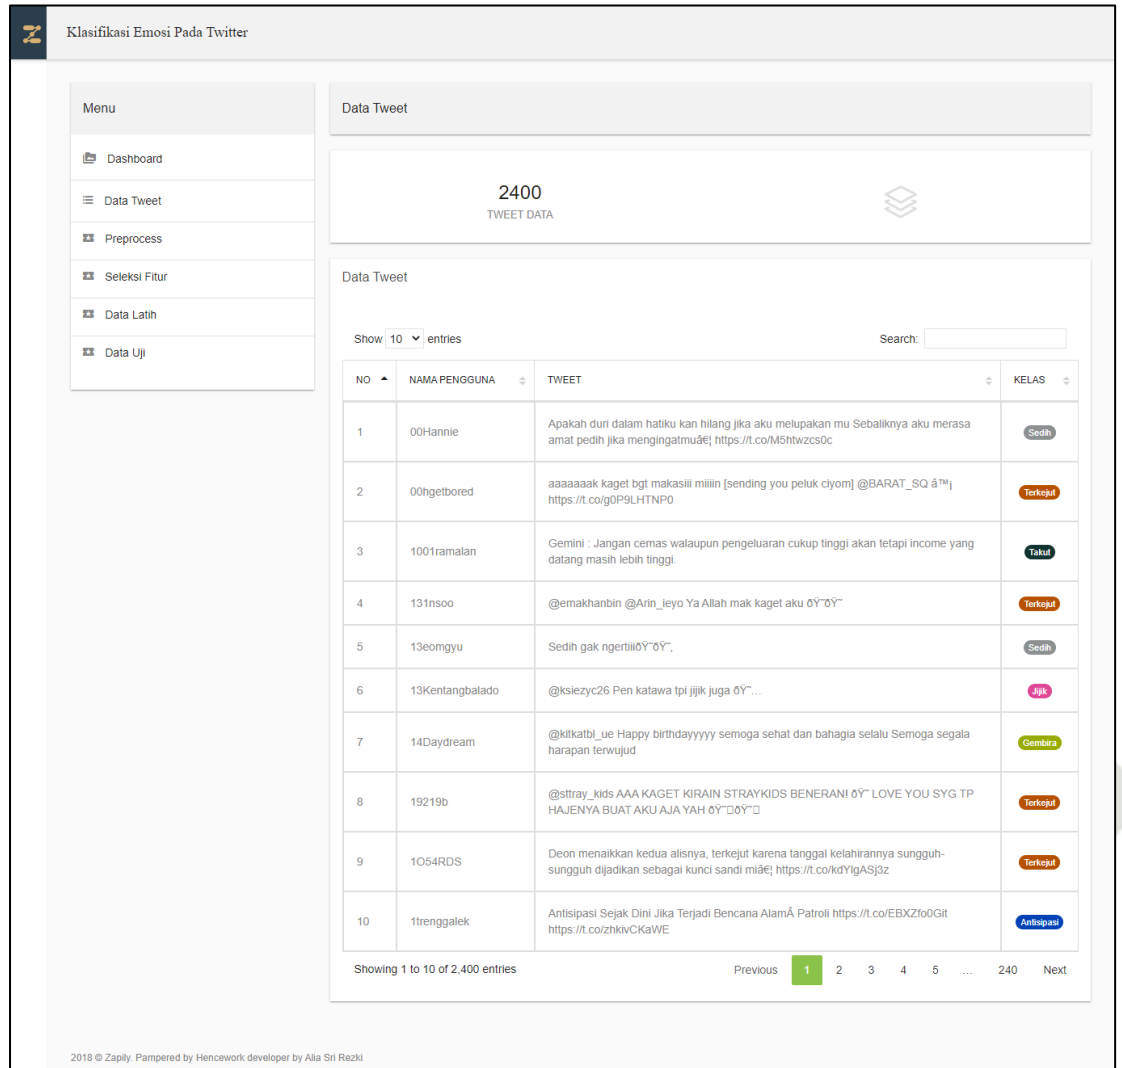 Klasifikasi Emosi Pada Twitter
Menu
Dashboard
Data Tweet
Preprocess
Seleksi Fitur
Data Latih
Data Uji
Data Tweet
2400
TWEET DATA
Data Tweet
Show 10 entries
Search:
NO NAMA PENGGUNA TWEET KELAS
1 00Hannie Apakah duri dalam hatiku kan hilang jika aku melupakan mu Sebaliknya aku merasa
amat pedih jika mengingatmuâ€¦ https://t.co/M5htwzcs0c Sedih
2 00hgetbored aaaaaaak kaget bgt makasiii miiiin [sending you peluk ciyom] @BARAT_SQ â™¡
https://t.co/g0P9LHTNP0 Terkejut
3 1001ramalan Gemini : Jangan cemas walaupun pengeluaran cukup tinggi akan tetapi income yang
datang masih lebih tinggi. Takut
4 131nsoo @emakhanbin @Arin_ieyo Ya Allah mak kaget aku ðŸ˜ðŸ˜ Terkejut
5 13eomgyu Sedih gak ngertiiiðŸ˜ðŸ˜‚ Sedih
6 13Kentangbalado @ksiezyc26 Pen katawa tpi jijik juga ðŸ˜… Jijik
7 14Daydream @kitkatbl_ue Happy birthdayyyyy semoga sehat dan bahagia selalu Semoga segala
harapan terwujud Gembira
8 19219b @sttray_kids AAA KAGET KIRAIN STRAYKIDS BENERAN! ðŸ˜ LOVE YOU SYG TP
HAJENYA BUAT AKU AJA YAH ðŸ˜□ðŸ˜□ Terkejut
9 1O54RDS Deon menaikkan kedua alisnya, terkejut karena tanggal kelahirannya sungguh-
sungguh dijadikan sebagai kunci sandi miâ€¦ https://t.co/kdYlgASj3z Terkejut
10 1trenggalek Antisipasi Sejak Dini Jika Terjadi Bencana AlamÂ Patroli https://t.co/EBXZfo0Git
https://t.co/zhkivCKaWE Antisipasi
Showing 1 to 10 of 2,400 entries
Previous 1 2 3 4 5 … 240 Next
2018 © Zapily. Pampered by Hencework developer by Alia Sri Rezki